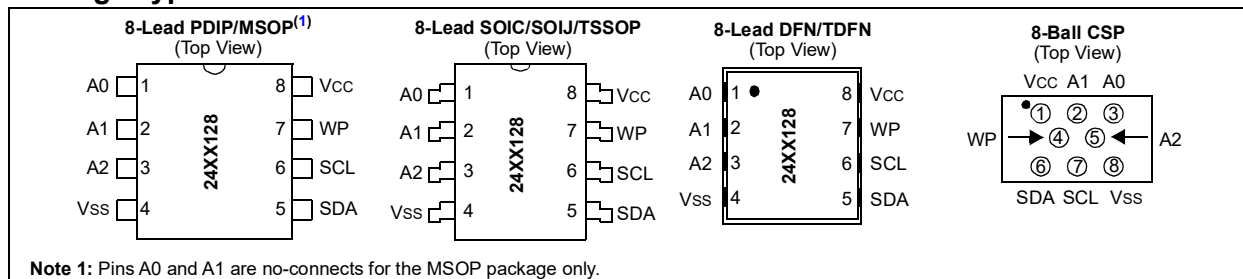 8-Lead PDIP/MSOP(1)
(Top View)
A0 1 8 VCC
A1 2 7 WP
A2 3 6 SCL
VSS 4 5 SDA
24XX128
8-Lead SOIC/SOIJ/TSSOP
(Top View)
A0 1 8 VCC
A1 2 7 WP
A2 3 6 SCL
VSS 4 5 SDA
24XX128
8-Lead DFN/TDFN
(Top View)
A0 1 8 VCC
A1 2 7 WP
A2 3 6 SCL
VSS 4 5 SDA
24XX128
8-Ball CSP
(Top View)
VCC A1 A0
1 2 3
WP 4 5 A2
6 7 8
SDA SCL VSS
Note 1: Pins A0 and A1 are no-connects for the MSOP package only.